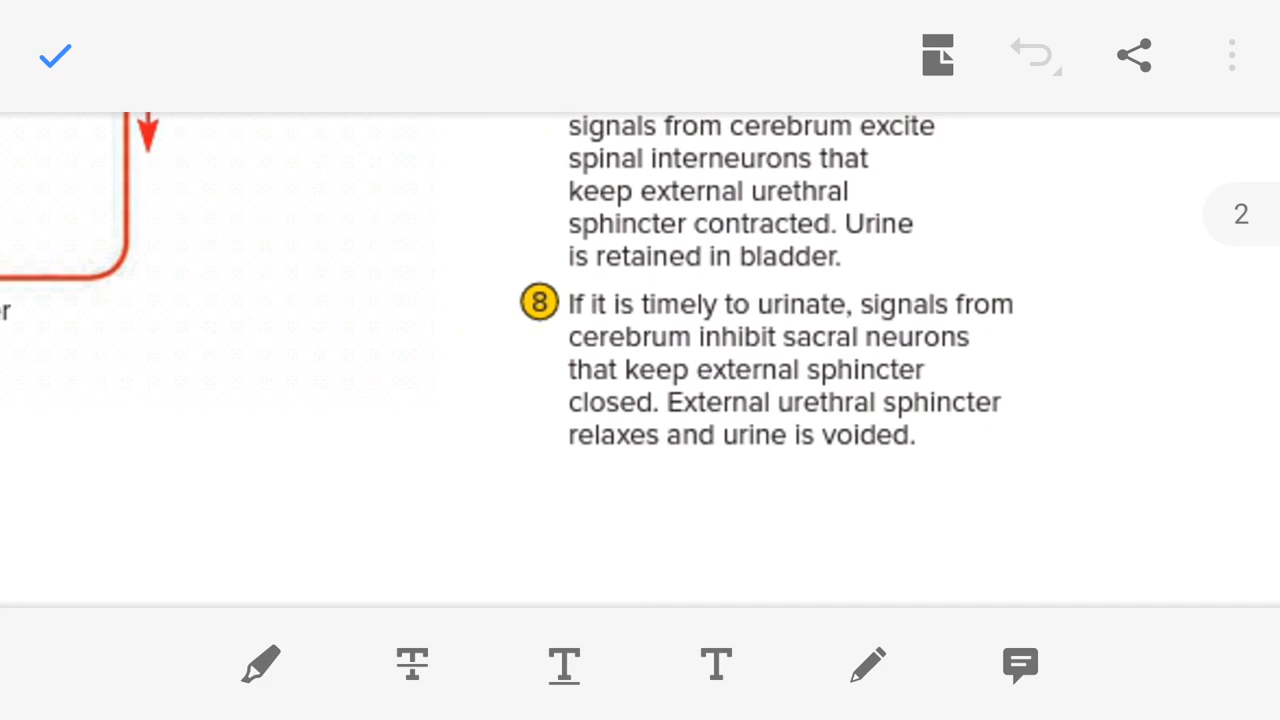 2
signals from cerebrum excite
spinal interneurons that
keep external urethral
sphincter contracted. Urine
is retained in bladder.
8 If it is timely to urinate, signals from
cerebrum inhibit sacral neurons
that keep external sphincter
closed. External urethral sphincter
relaxes and urine is voided.